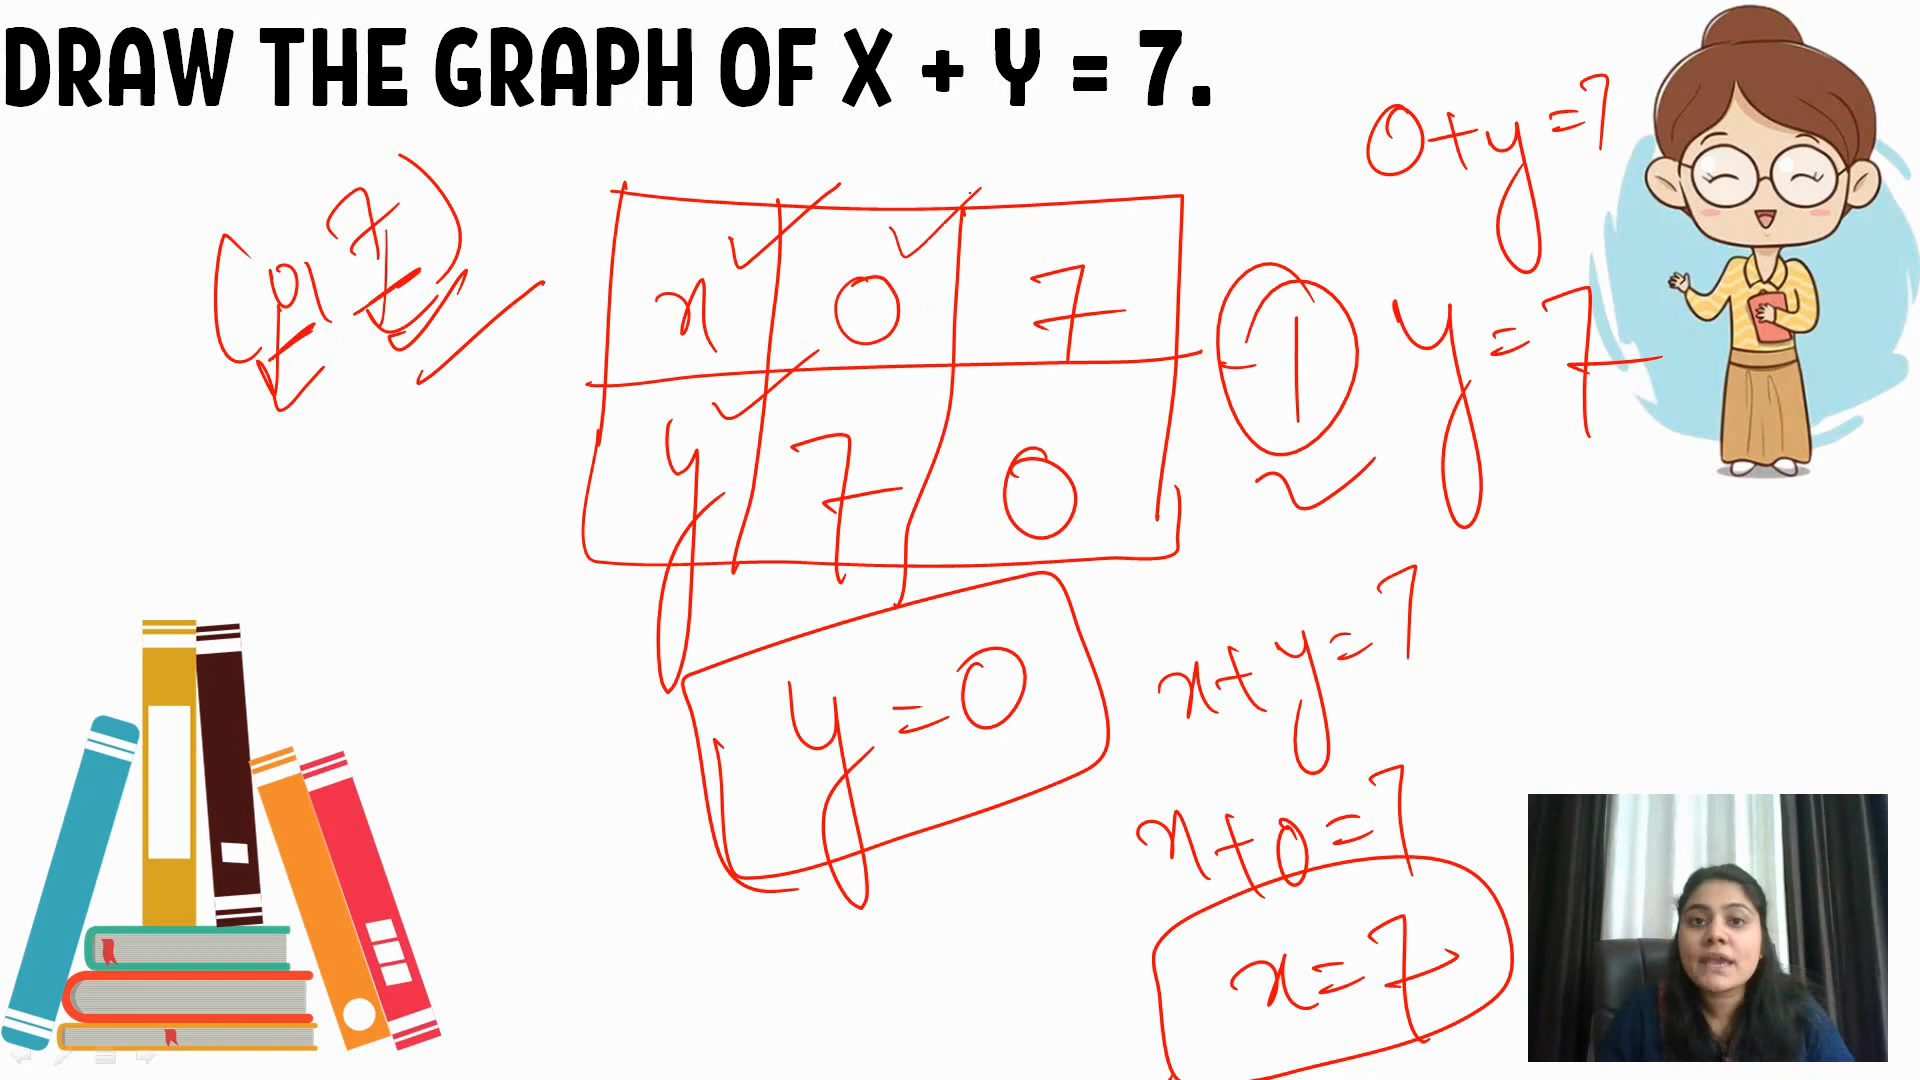 DRAW THE GRAPH OF X + Y = 7.
0+y=7
(0, 7)
x 0 7
y 7 0
1
y=7
y=0
x+y=7
x+0=7
x=7